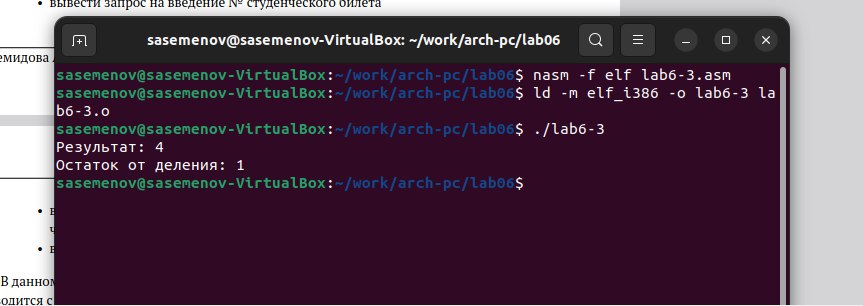 вывести запрос на введение № студенческого билета
sasemenov@sasemenov-VirtualBox: ~/work/arch-pc/lab06
емидова
sasemenov@sasemenov-VirtualBox:~/work/arch-pc/lab06$ nasm -f elf lab6-3.asm
sasemenov@sasemenov-VirtualBox:~/work/arch-pc/lab06$ ld -m elf_i386 -o lab6-3 la
b6-3.o
sasemenov@sasemenov-VirtualBox:~/work/arch-pc/lab06$ ./lab6-3
Результат: 4
Остаток от деления: 1
sasemenov@sasemenov-VirtualBox:~/work/arch-pc/lab06$
В данном
водится с